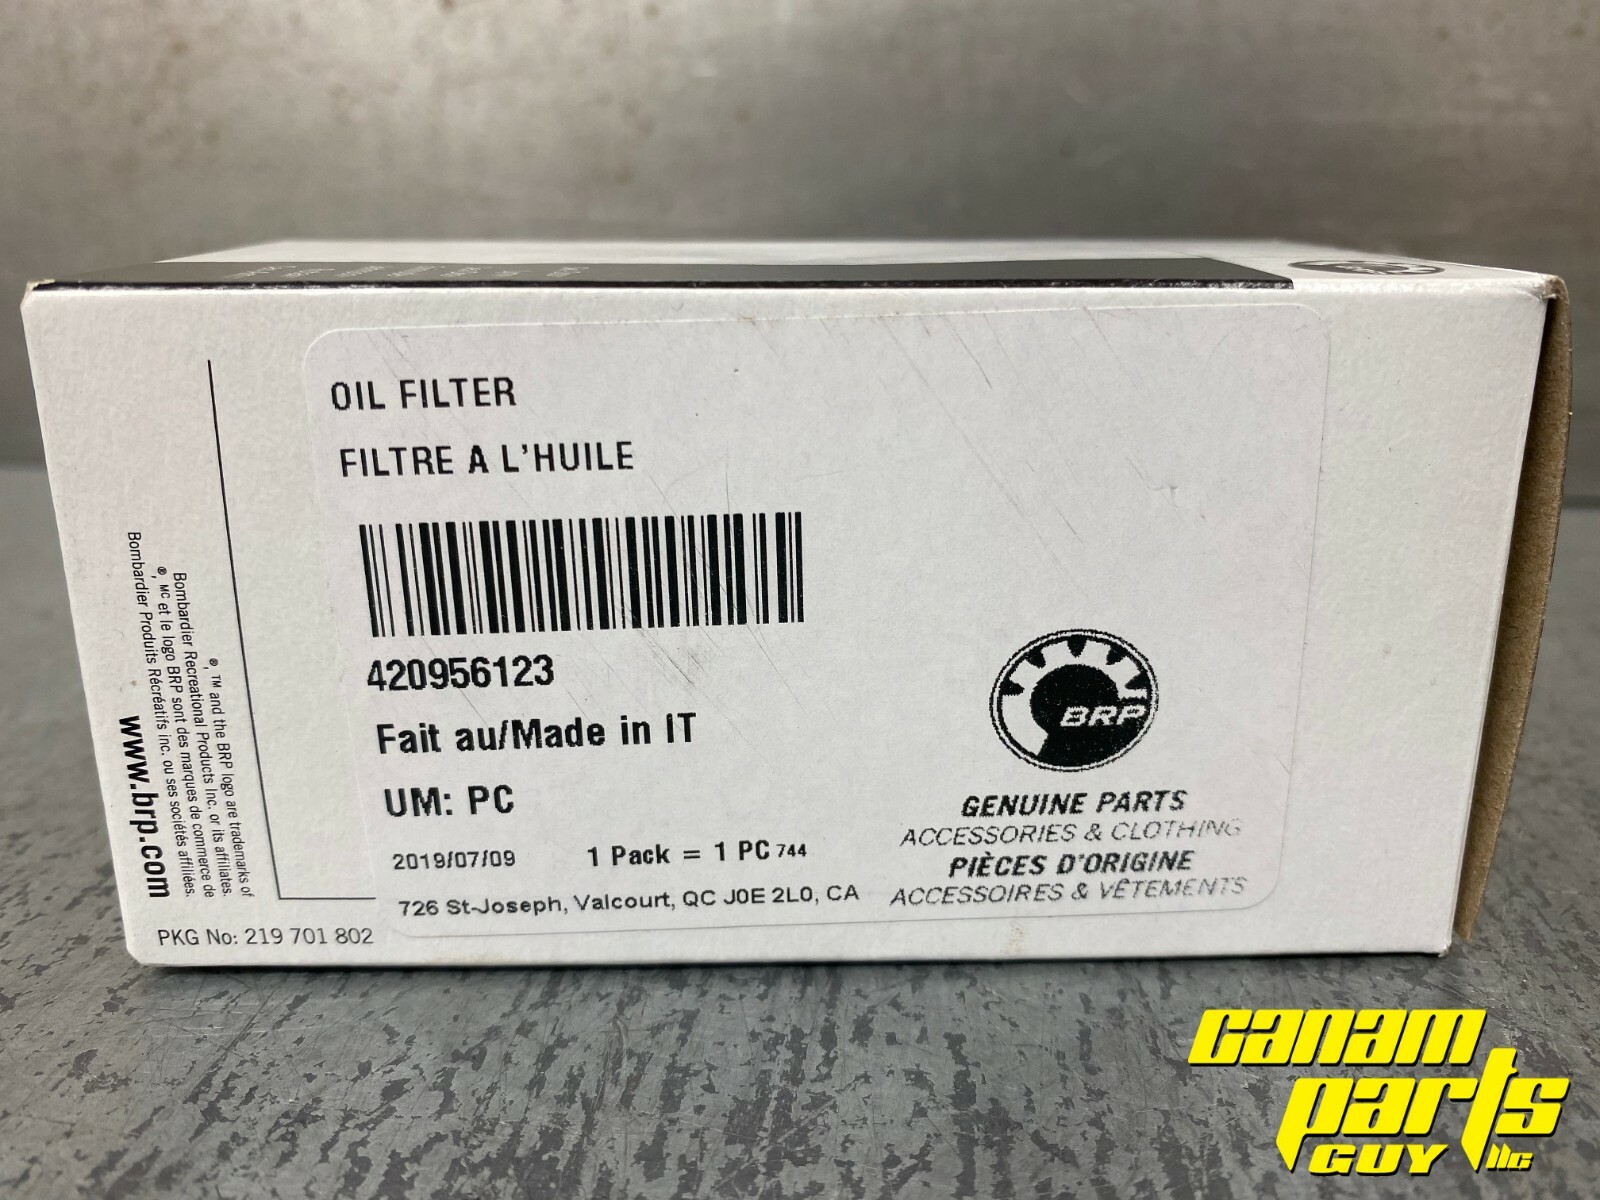 OIL FILTER
FILTRE A L'HUILE
420956123
Fait au/Made in IT
UM: PC
2019/07/09 1 Pack = 1 PC 744
726 St-Joseph, Valcourt, QC J0E 2L0, CA
BRP
GENUINE PARTS
ACCESSORIES & CLOTHING
PIÈCES D'ORIGINE
ACCESSOIRES & VÊTEMENTS
®, TM and the BRP logo are trademarks of
Bombardier Recreational Products Inc. or its affiliates.
®, MC et le logo BRP sont des marques de commerce de
Bombardier Produits Récréatifs inc. ou ses sociétés affiliées.
www.brp.com
PKG No: 219 701 802
canam
parts
GUY llc